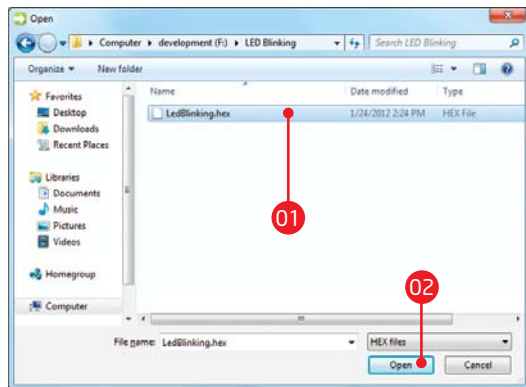 Open
Computer ▸ development (F:) ▸ LED Blinking
Search LED Blinking
Organize New folder
Name Date modified Type
Favorites
Desktop
Downloads
Recent Places
LedBlinking.hex 1/24/2012 2:24 PM HEX File
01
Libraries
Documents
Music
Pictures
Videos
Homegroup
Computer
02
File name: LedBlinking.hex HEX files
Open Cancel